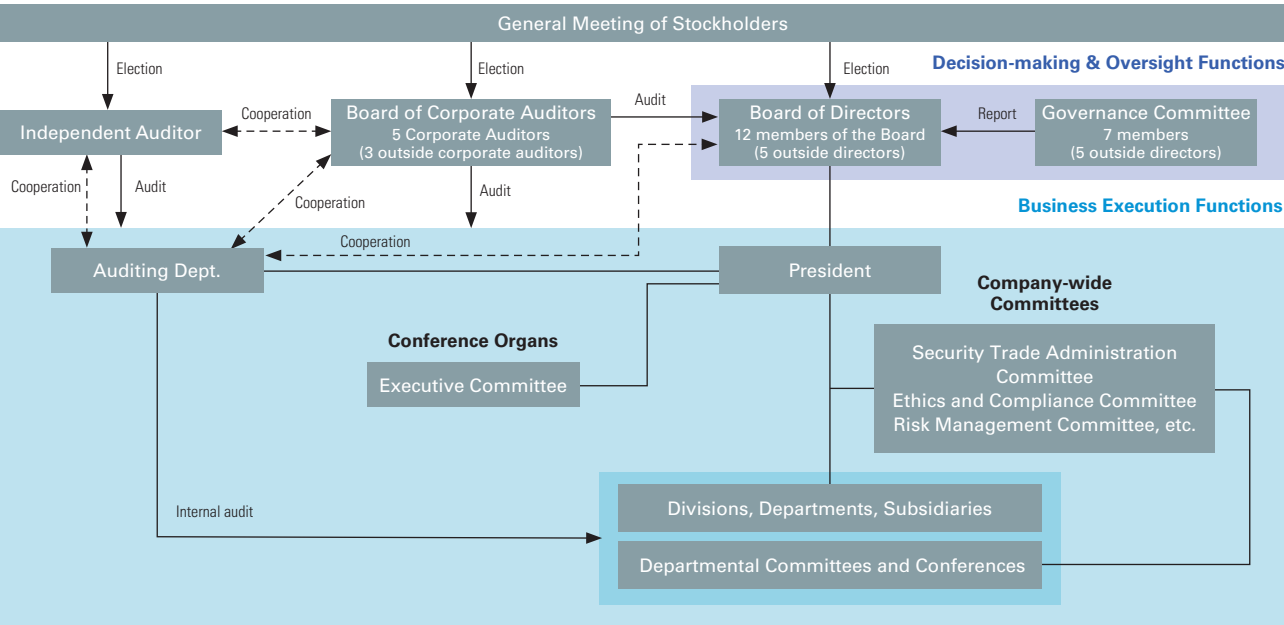 General Meeting of Stockholders
Election
Election
Election
Decision-making & Oversight Functions
Independent Auditor
Cooperation
Board of Corporate Auditors
5 Corporate Auditors
(3 outside corporate auditors)
Audit
Board of Directors
12 members of the Board
(5 outside directors)
Report
Governance Committee
7 members
(5 outside directors)
Cooperation
Audit
Cooperation
Audit
Business Execution Functions
Cooperation
Auditing Dept.
President
Company-wide
Committees
Conference Organs
Executive Committee
Security Trade Administration
Committee
Ethics and Compliance Committee
Risk Management Committee, etc.
Internal audit
Divisions, Departments, Subsidiaries
Departmental Committees and Conferences